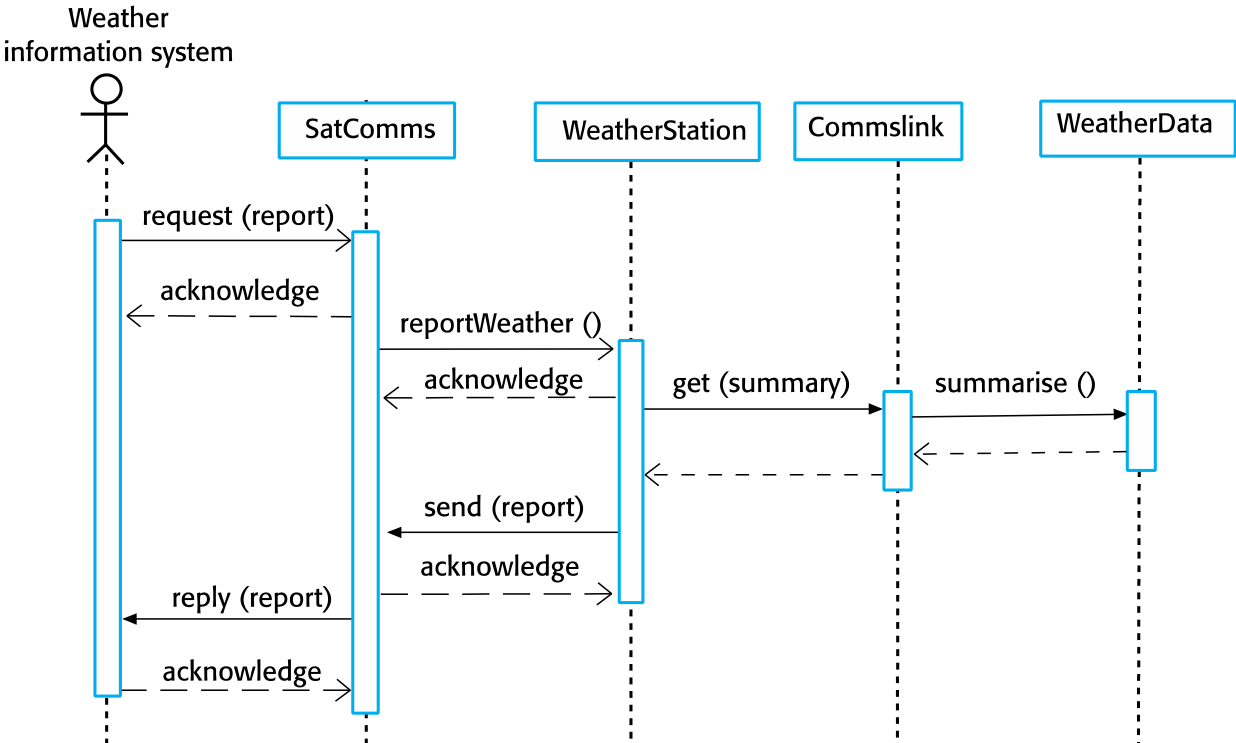 Weather
information system
SatComms
WeatherStation
Commslink
WeatherData
request (report)
acknowledge
reportWeather ()
acknowledge
get (summary)
summarise ()
send (report)
acknowledge
reply (report)
acknowledge